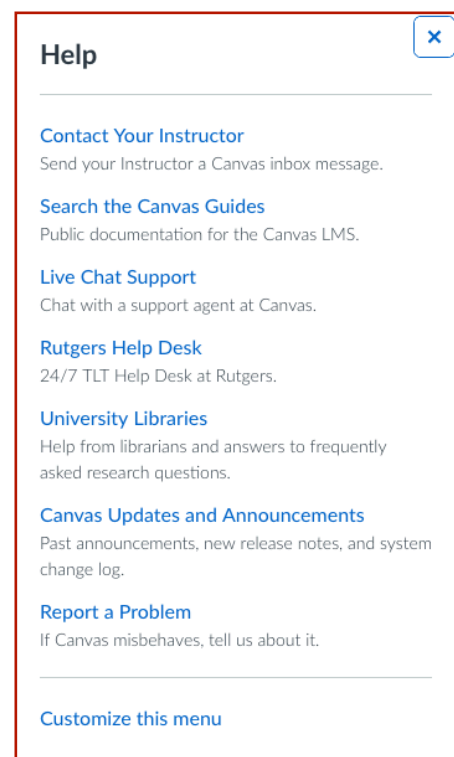 Help
Contact Your Instructor
Send your Instructor a Canvas inbox message.
Search the Canvas Guides
Public documentation for the Canvas LMS.
Live Chat Support
Chat with a support agent at Canvas.
Rutgers Help Desk
24/7 TLT Help Desk at Rutgers.
University Libraries
Help from librarians and answers to frequently
asked research questions.
Canvas Updates and Announcements
Past announcements, new release notes, and system
change log.
Report a Problem
If Canvas misbehaves, tell us about it.
Customize this menu